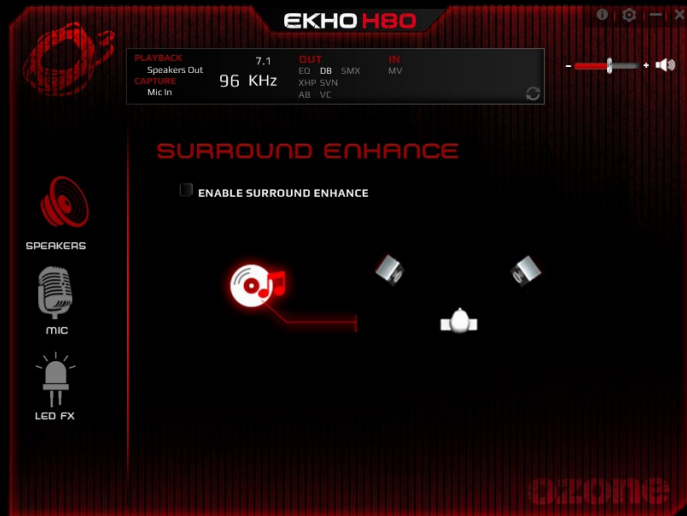 EKHO H80
PLAYBACK 7.1 OUT IN
Speakers Out EQ DB SMX MV
CAPTURE 96 KHz XHP SVN
Mic In AB VC
SURROUND ENHANCE
ENABLE SURROUND ENHANCE
SPEAKERS
MIC
LED FX
ozone